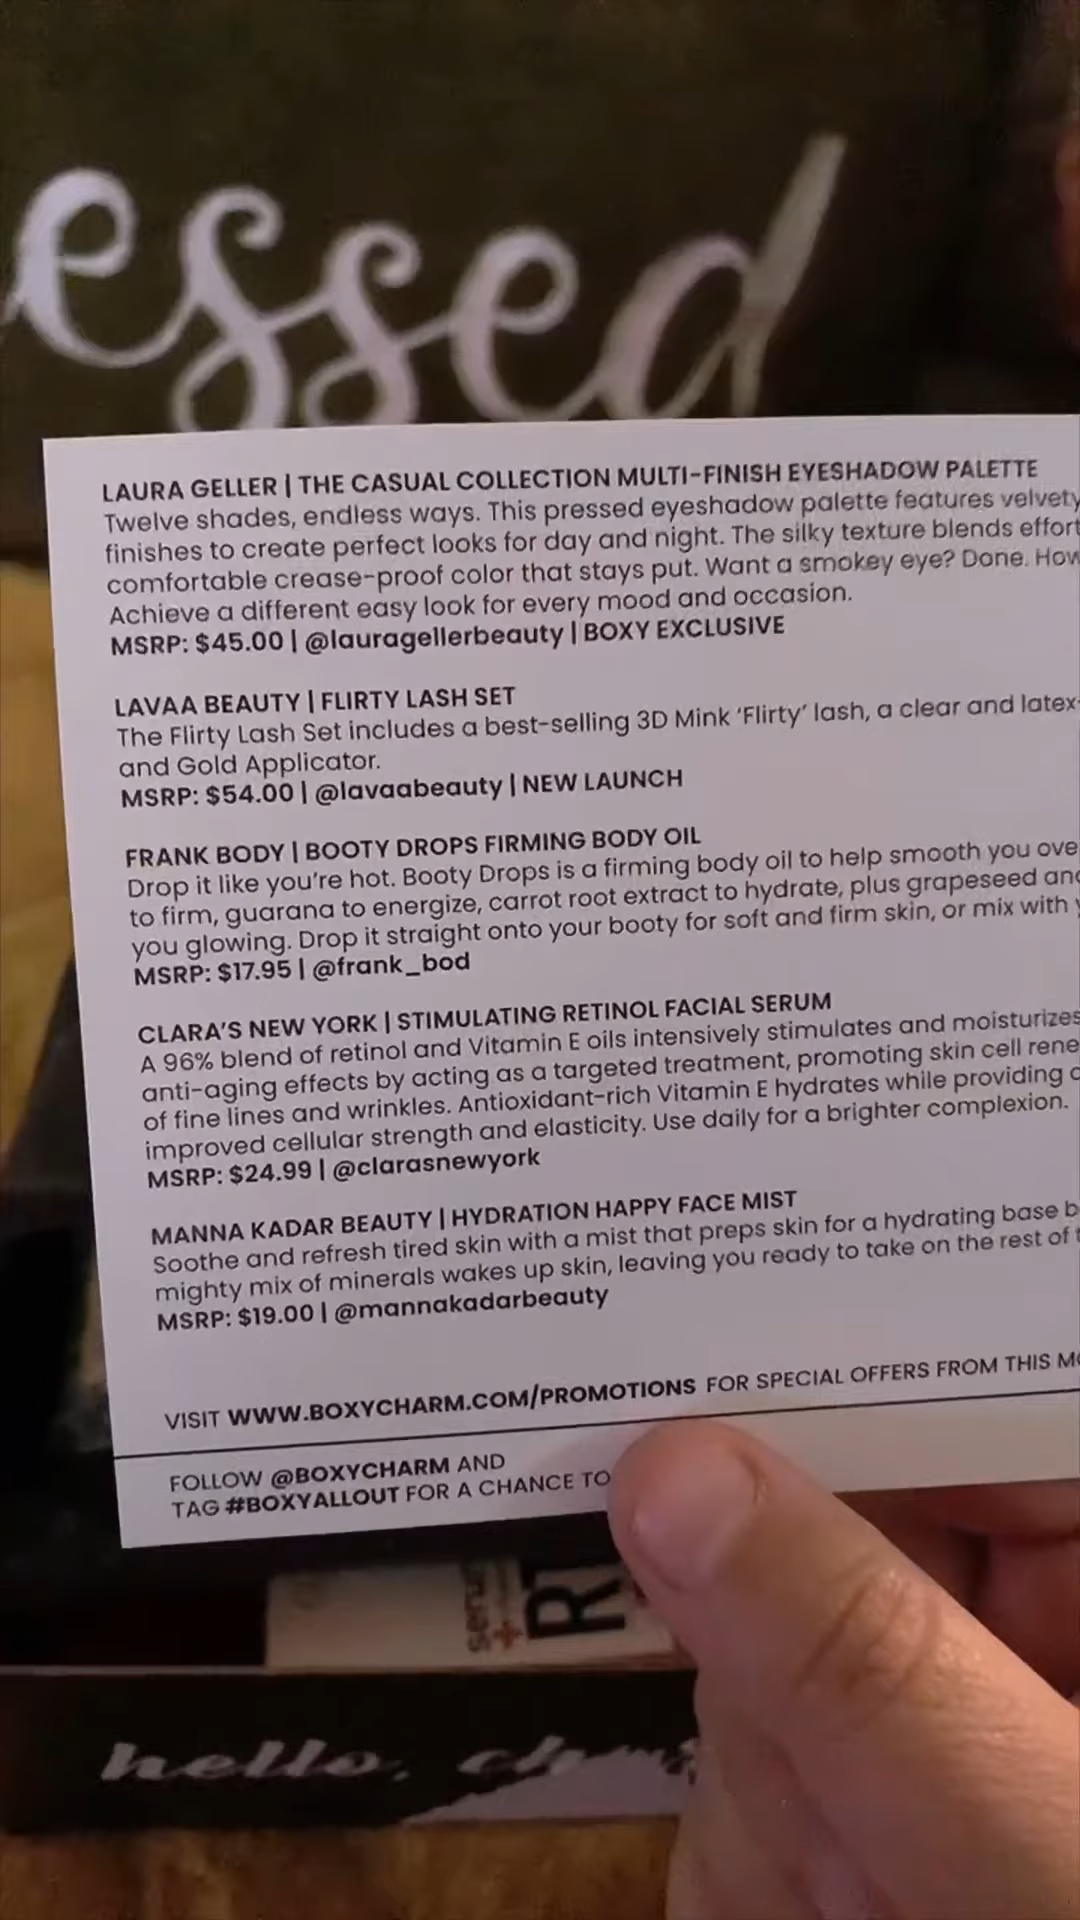 essed
LAURA GELLER | THE CASUAL COLLECTION MULTI-FINISH EYESHADOW PALETTE
Twelve shades, endless ways. This pressed eyeshadow palette features velvety
finishes to create perfect looks for day and night. The silky texture blends effort
comfortable crease-proof color that stays put. Want a smokey eye? Done. How
Achieve a different easy look for every mood and occasion.
MSRP: $45.00 | @lauragellerbeauty | BOXY EXCLUSIVE
LAVAA BEAUTY | FLIRTY LASH SET
The Flirty Lash Set includes a best-selling 3D Mink ‘Flirty’ lash, a clear and latex-
and Gold Applicator.
MSRP: $54.00 | @lavaabeauty | NEW LAUNCH
FRANK BODY | BOOTY DROPS FIRMING BODY OIL
Drop it like you’re hot. Booty Drops is a firming body oil to help smooth you ove
to firm, guarana to energize, carrot root extract to hydrate, plus grapeseed and
you glowing. Drop it straight onto your booty for soft and firm skin, or mix with y
MSRP: $17.95 | @frank_bod
CLARA’S NEW YORK | STIMULATING RETINOL FACIAL SERUM
A 96% blend of retinol and Vitamin E oils intensively stimulates and moisturizes
anti-aging effects by acting as a targeted treatment, promoting skin cell rene
of fine lines and wrinkles. Antioxidant-rich Vitamin E hydrates while providing
improved cellular strength and elasticity. Use daily for a brighter complexion.
MSRP: $24.99 | @clarasnewyork
MANNA KADAR BEAUTY | HYDRATION HAPPY FACE MIST
Soothe and refresh tired skin with a mist that preps skin for a hydrating base b
mighty mix of minerals wakes up skin, leaving you ready to take on the rest of t
MSRP: $19.00 | @mannakadarbeauty
VISIT WWW.BOXYCHARM.COM/PROMOTIONS FOR SPECIAL OFFERS FROM THIS MO
FOLLOW @BOXYCHARM AND
TAG #BOXYALLOUT FOR A CHANCE TO
hello,